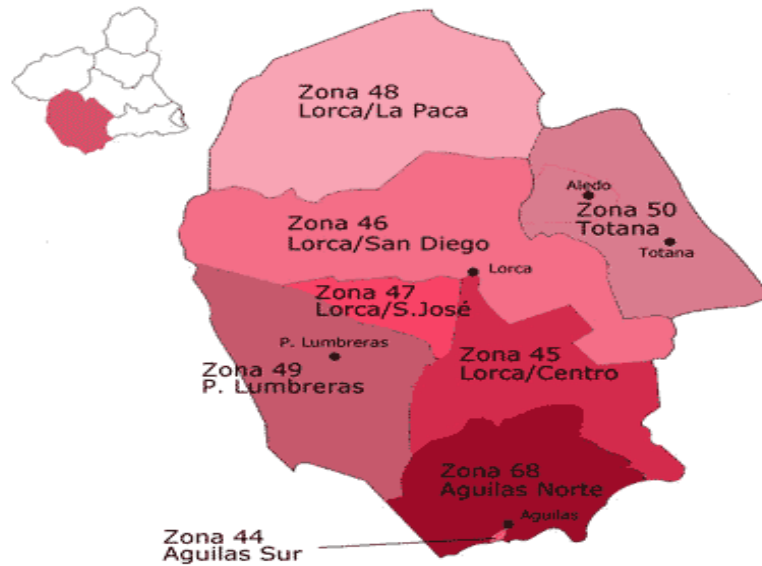 Zona 48
Lorca/La Paca
Aledo
Zona 50
Totana
Totana
Zona 46
Lorca/San Diego
Lorca
Zona 47
Lorca/S.José
P. Lumbreras
Zona 49
P. Lumbreras
Zona 45
Lorca/Centro
Zona 68
Aguilas Norte
Aguilas
Zona 44
Aguilas Sur